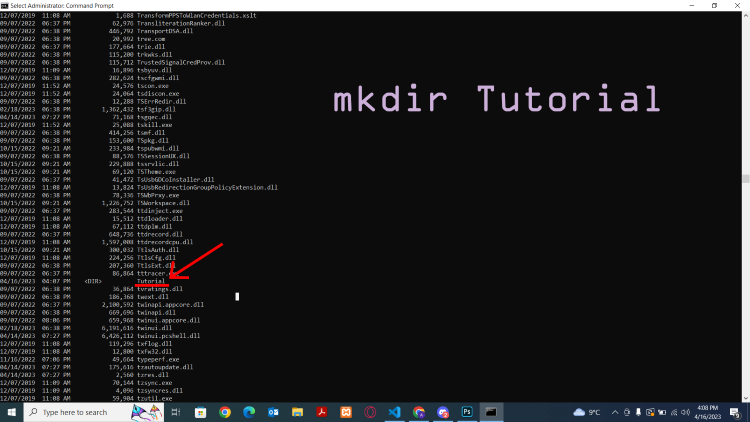 Select Administrator: Command Prompt
12/07/2019 11:08 AM 1,688 TransformPPSToWlanCredentials.xslt
09/07/2022 06:37 PM 62,976 TransliterationRanker.dll
09/07/2022 06:38 PM 446,792 TransportDSA.dll
09/07/2022 06:38 PM 20,992 tree.com
09/07/2022 06:37 PM 177,664 trie.dll
09/07/2022 06:38 PM 115,200 trkwks.dll
09/07/2022 06:38 PM 115,712 TrustedSignalCredProv.dll
12/07/2019 11:09 AM 16,896 tsbyuv.dll
09/07/2022 06:38 PM 282,624 tscfgwmi.dll
12/07/2019 11:52 AM 24,576 tscon.exe
12/07/2019 11:52 AM 24,064 tsdiscon.exe
09/07/2022 06:38 PM 12,288 TSErrRedir.dll
02/18/2023 06:38 PM 1,362,432 tsf3gip.dll
04/14/2023 07:27 PM 71,168 tsgqec.dll
12/07/2019 11:52 AM 25,088 tskill.exe
09/07/2022 06:38 PM 414,256 tsmf.dll
09/07/2022 06:38 PM 153,600 TSpkg.dll
10/15/2022 09:21 AM 233,984 tspubwmi.dll
09/07/2022 06:38 PM 88,576 TSSessionUX.dll
10/15/2022 09:21 AM 229,888 tssrvlic.dll
10/15/2022 09:21 AM 69,120 TSTheme.exe
09/07/2022 06:37 PM 41,472 TsUsbGDCoInstaller.dll
12/07/2019 11:08 AM 13,824 TsUsbRedirectionGroupPolicyExtension.dll
09/07/2022 06:38 PM 78,336 TSWbPrxy.exe
10/15/2022 09:21 AM 1,226,752 TSWorkspace.dll
09/07/2022 06:37 PM 283,544 ttdinject.exe
12/07/2019 11:08 AM 15,512 ttdloader.dll
12/07/2019 11:08 AM 67,112 ttdplm.dll
09/07/2022 06:37 PM 648,736 ttdrecord.dll
12/07/2019 11:08 AM 1,597,008 ttdrecordcpu.dll
10/15/2022 09:21 AM 300,032 TtlsAuth.dll
12/07/2019 11:08 AM 224,256 TtlsCfg.dll
09/07/2022 06:38 PM 207,360 TtlsExt.dll
09/07/2022 06:37 PM 86,864 tttracer.exe
04/16/2023 04:07 PM <DIR> Tutorial
09/07/2022 06:38 PM 36,864 tvratings.dll
09/07/2022 06:38 PM 186,368 twext.dll
09/07/2022 06:37 PM 2,100,592 twinapi.appcore.dll
09/07/2022 06:38 PM 669,696 twinapi.dll
09/07/2022 08:06 PM 659,968 twinui.appcore.dll
02/18/2023 06:38 PM 6,191,616 twinui.dll
04/14/2023 07:27 PM 6,426,112 twinui.pcshell.dll
12/07/2019 11:08 AM 119,296 txflog.dll
12/07/2019 11:08 AM 12,800 txfw32.dll
11/16/2022 07:06 PM 49,664 typeperf.exe
04/14/2023 07:27 PM 175,616 tzautoupdate.dll
04/14/2023 07:27 PM 2,560 tzres.dll
12/07/2019 11:09 AM 70,144 tzsync.exe
12/07/2019 11:09 AM 4,096 tzsyncres.dll
12/07/2019 11:09 AM 59,904 tzutil.exe
mkdir Tutorial
Type here to search
9°C
4:08 PM
4/16/2023